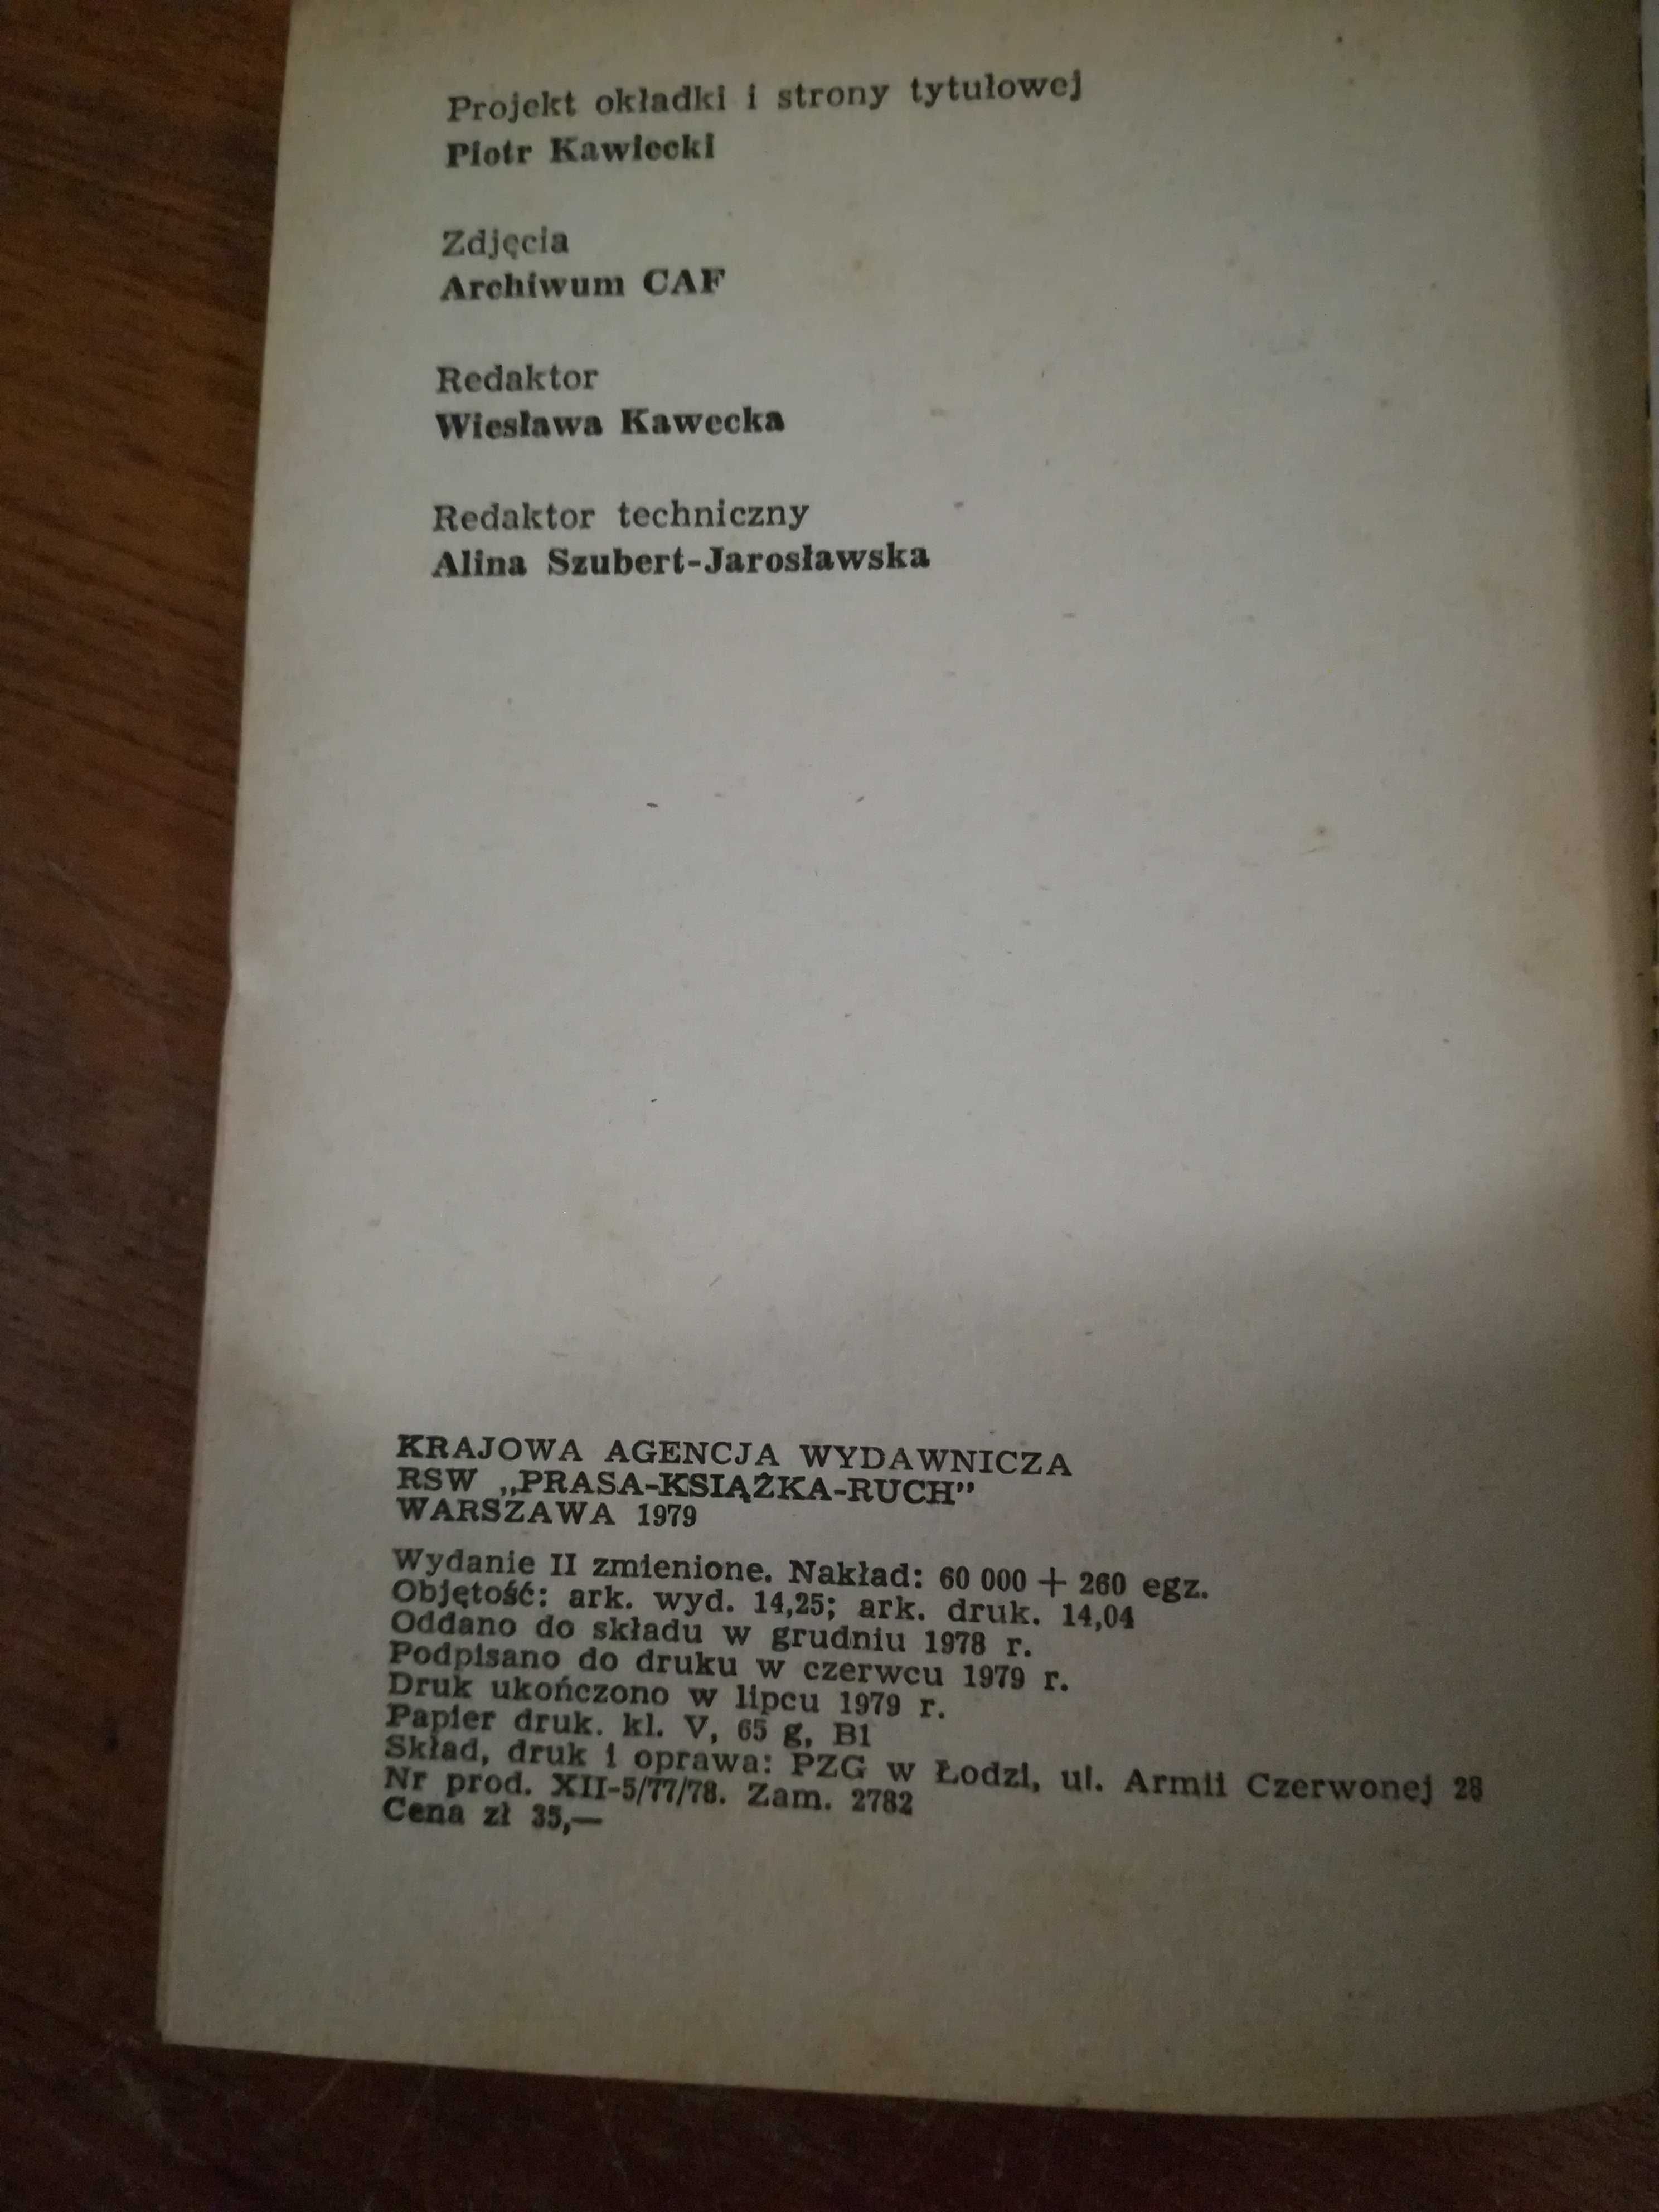 Projekt okładki i strony tytułowej
Piotr Kawiecki
Zdjęcia
Archiwum CAF
Redaktor
Wiesława Kawecka
Redaktor techniczny
Alina Szubert-Jarosławska
KRAJOWA AGENCJA WYDAWNICZA
RSW „PRASA-KSIĄŻKA-RUCH”
WARSZAWA 1979
Wydanie II zmienione. Nakład: 60 000 + 260 egz.
Objętość: ark. wyd. 14,25; ark. druk. 14,04
Oddano do składu w grudniu 1978 r.
Podpisano do druku w czerwcu 1979 r.
Druk ukończono w lipcu 1979 r.
Papier druk. kl. V, 65 g, B1
Skład, druk i oprawa: PZG w Łodzi, ul. Armii Czerwonej 28
Nr prod. XII-5/77/78. Zam. 2782
Cena zł 35,—